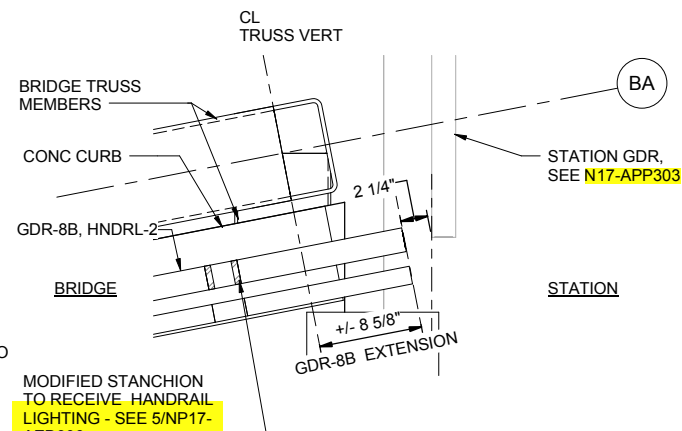 CL
TRUSS VERT
BRIDGE TRUSS
MEMBERS
BA
CONC CURB
STATION GDR,
SEE N17-APP303
2 1/4"
GDR-8B, HNDRL-2
BRIDGE
STATION
+/- 8 5/8"
GDR-8B EXTENSION
O
MODIFIED STANCHION
TO RECEIVE HANDRAIL
LIGHTING - SEE 5/NP17-